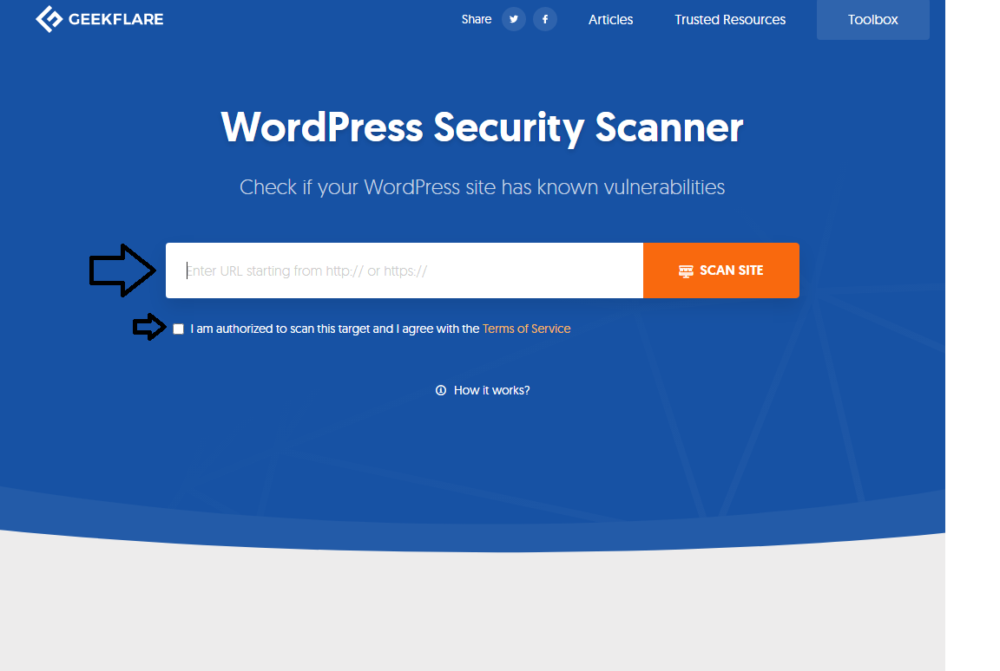 GEEKFLARE
Share
Articles
Trusted Resources
Toolbox
WordPress Security Scanner
Check if your WordPress site has known vulnerabilities
Enter URL starting from http:// or https://
www SCAN SITE
I am authorized to scan this target and I agree with the Terms of Service
How it works?